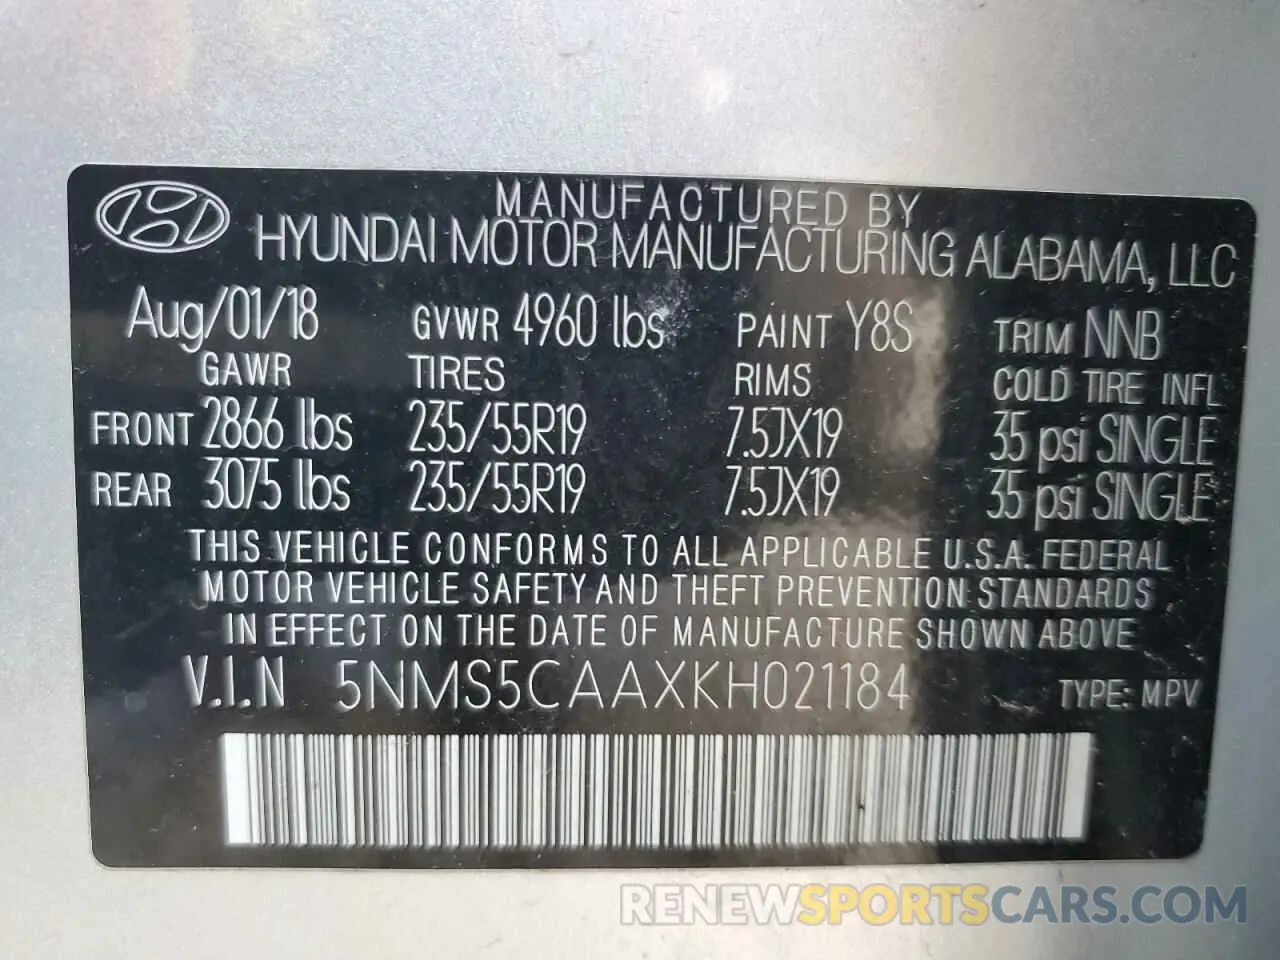 MANUFACTURED BY
HYUNDAI MOTOR MANUFACTURING ALABAMA, LLC
Aug/01/18 GVWR 4960 lbs PAINT Y8S TRIM NNB
GAWR TIRES RIMS COLD TIRE INFL
FRONT 2866 lbs 235/55R19 7.5JX19 35 psi SINGLE
REAR 3075 lbs 235/55R19 7.5JX19 35 psi SINGLE
THIS VEHICLE CONFORMS TO ALL APPLICABLE U.S.A. FEDERAL
MOTOR VEHICLE SAFETY AND THEFT PREVENTION STANDARDS
IN EFFECT ON THE DATE OF MANUFACTURE SHOWN ABOVE
V.I.N 5NMS5CAAXKH021184 TYPE: MPV
RENEWSPORTSCARS.COM